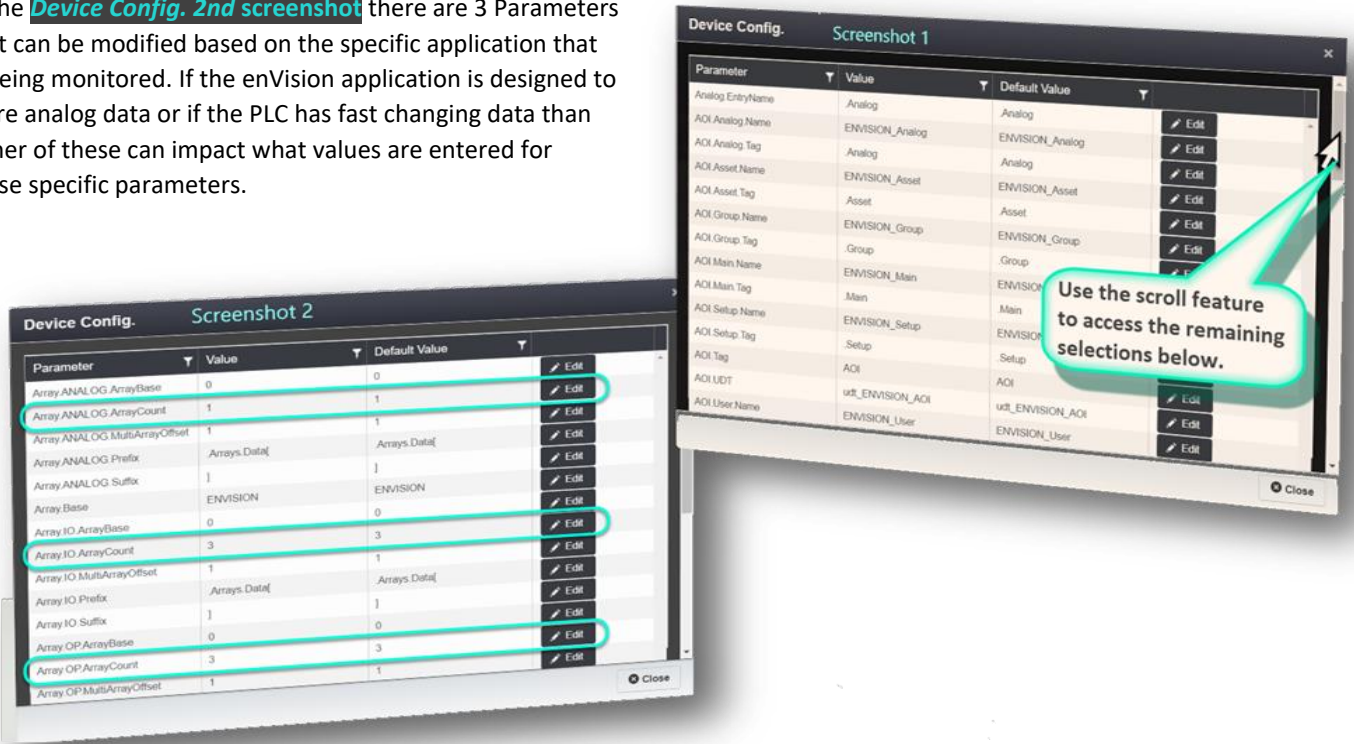 he Device Config. 2nd screenshot there are 3 Parameters
t can be modified based on the specific application that
eing monitored. If the enVision application is designed to
re analog data or if the PLC has fast changing data than
er of these can impact what values are entered for
se specific parameters.
Device Config. Screenshot 1 ×
Parameter Value Default Value
Analog.EntryName .Analog .Analog Edit
AOI.Analog.Name ENVISION_Analog ENVISION_Analog Edit
AOI.Analog.Tag .Analog .Analog Edit
AOI.Asset.Name ENVISION_Asset ENVISION_Asset Edit
AOI.Asset.Tag .Asset .Asset Edit
AOI.Group.Name ENVISION_Group ENVISION_Group Edit
AOI.Group.Tag .Group .Group
AOI.Main.Name ENVISION_Main ENVISION
AOI.Main.Tag .Main .Main
AOI.Setup.Name ENVISION_Setup ENVISION
AOI.Setup.Tag .Setup .Setup
AOI.Tag AOI AOI Edit
AOI.UDT udt_ENVISION_AOI udt_ENVISION_AOI Edit
AOI.User.Name ENVISION_User ENVISION_User Edit
Use the scroll feature
to access the remaining
selections below.
Close
Device Config. Screenshot 2
Parameter Value Default Value
Array.ANALOG.ArrayBase 0 0 Edit
Array.ANALOG.ArrayCount 1 1 Edit
Array.ANALOG.MultiArrayOffset 1 1 Edit
Array.ANALOG.Prefix .Arrays.Data[ .Arrays.Data[ Edit
Array.ANALOG.Suffix ] ] Edit
Array.Base ENVISION ENVISION Edit
Array.IO.ArrayBase 0 0 Edit
Array.IO.ArrayCount 3 3 Edit
Array.IO.MultiArrayOffset 1 1 Edit
Array.IO.Prefix .Arrays.Data[ .Arrays.Data[ Edit
Array.IO.Suffix ] ] Edit
Array.OP.ArrayBase 0 0 Edit
Array.OP.ArrayCount 3 3 Edit
Array.OP.MultiArrayOffset 1 1 Edit
Close